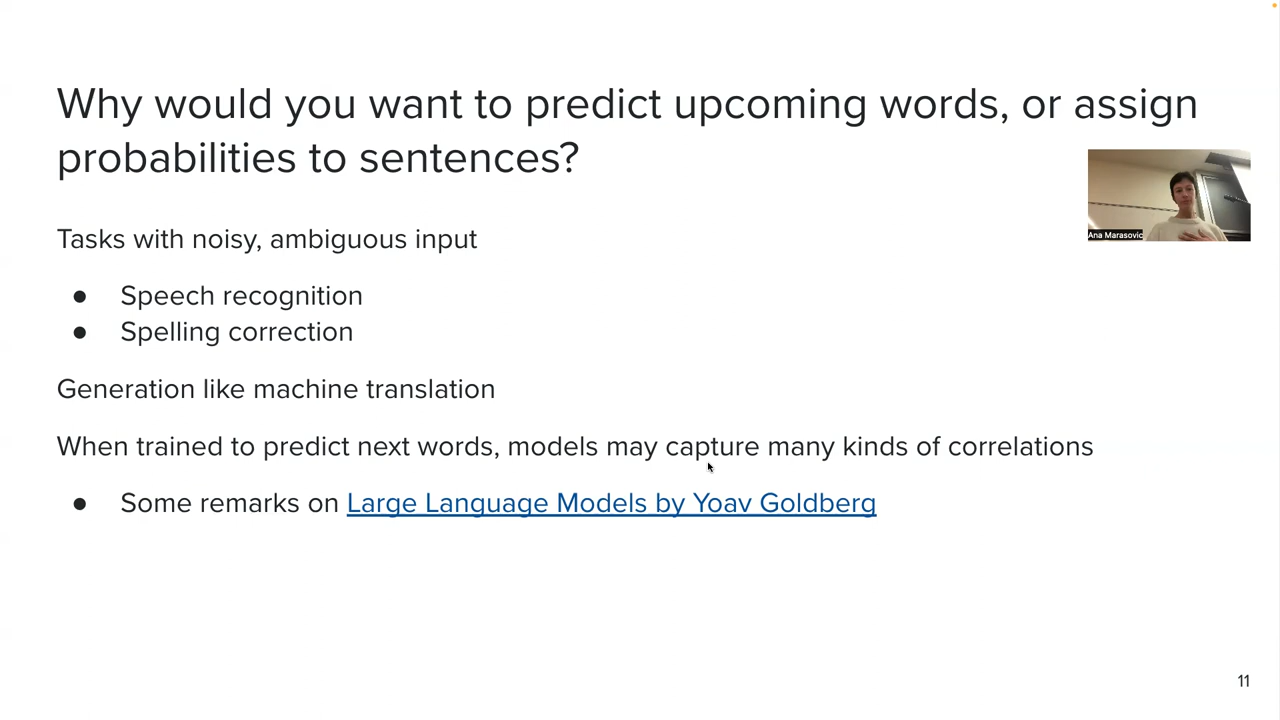 Why would you want to predict upcoming words, or assign
probabilities to sentences?
Ana Marasovic
Tasks with noisy, ambiguous input
● Speech recognition
● Spelling correction
Generation like machine translation
When trained to predict next words, models may capture many kinds of correlations
● Some remarks on Large Language Models by Yoav Goldberg
11